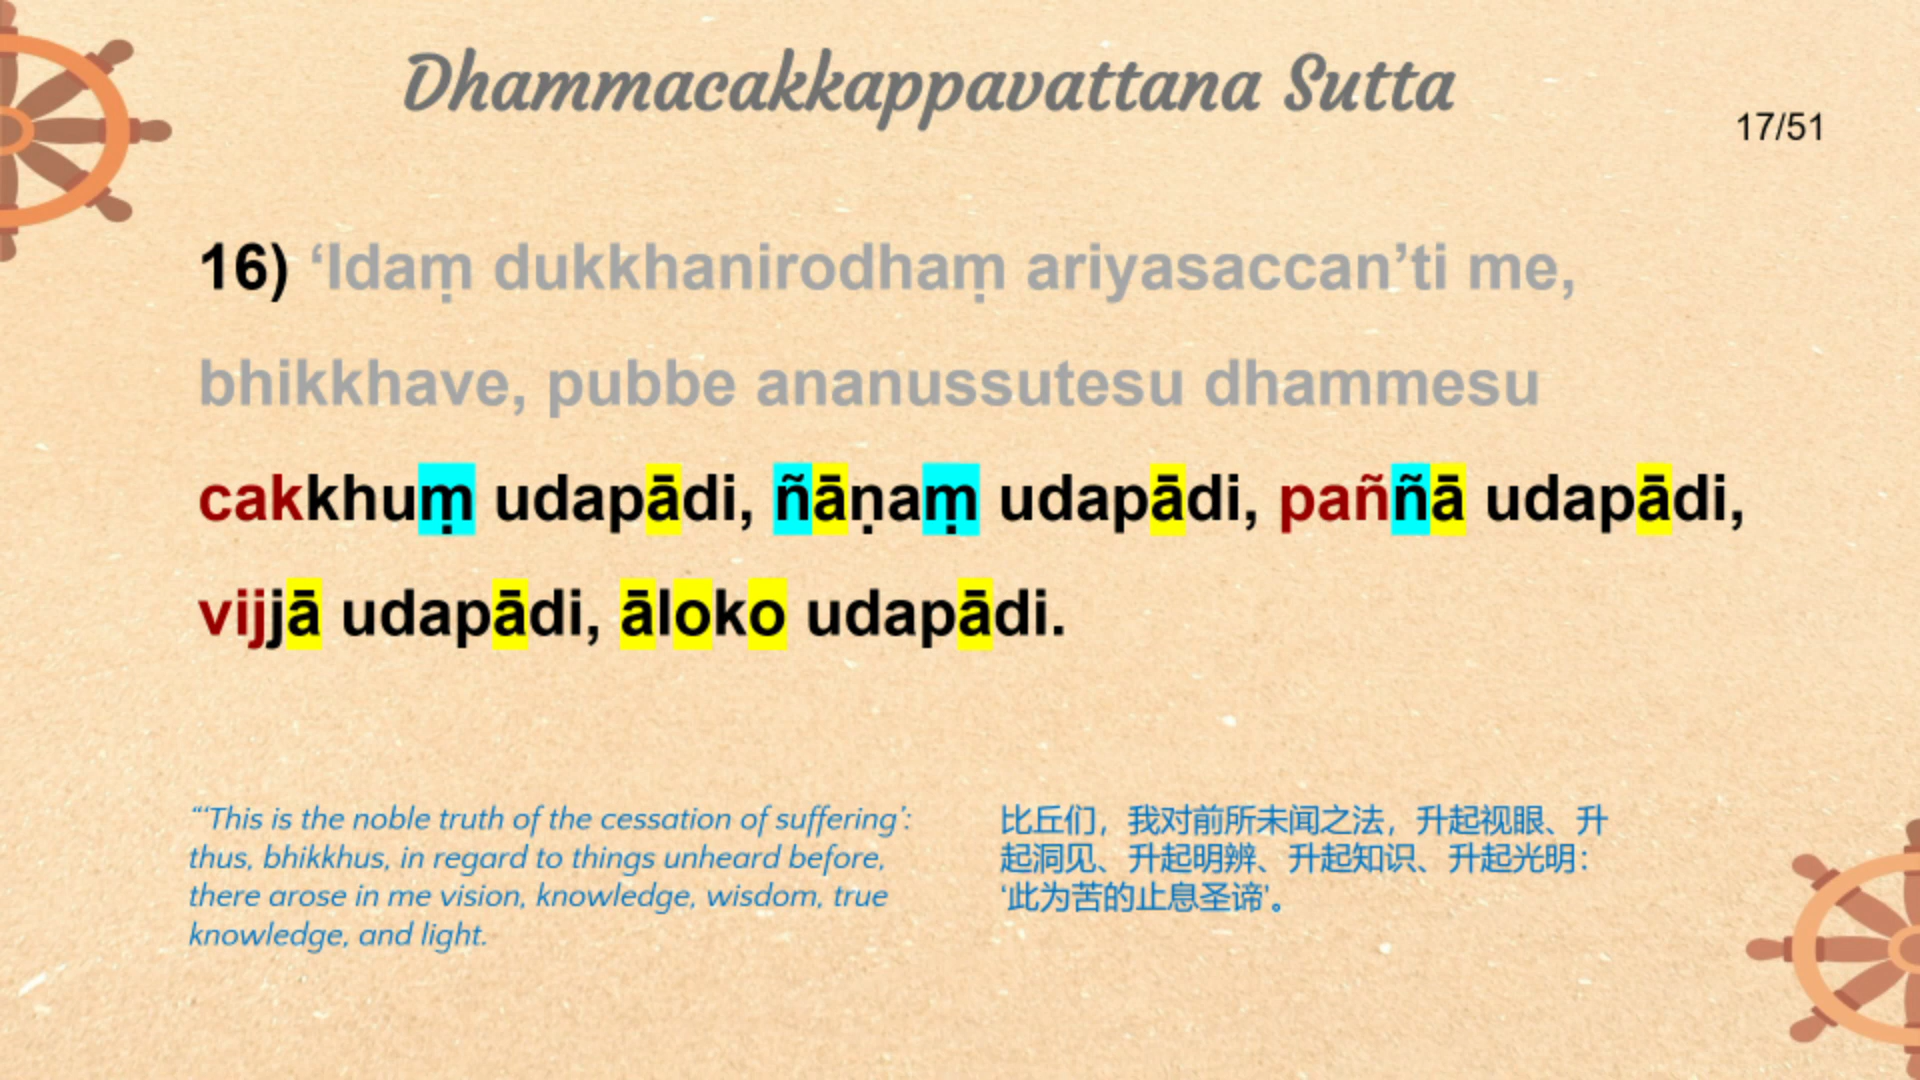 Dhammacakkappavattana Sutta
17/51
16) ‘Idaṃ dukkhanirodhaṃ ariyasaccan’ti me,
bhikkhave, pubbe ananussutesu dhammesu
cakkhuṃ udapādi, ñāṇaṃ udapādi, paññā udapādi,
vijjā udapādi, āloko udapādi.
“‘This is the noble truth of the cessation of suffering’:
thus, bhikkhus, in regard to things unheard before,
there arose in me vision, knowledge, wisdom, true
knowledge, and light.
比丘们，我对前所未闻之法，升起视眼、升
起洞见、升起明辨、升起知识、升起光明：
‘此为苦的止息圣谛’。